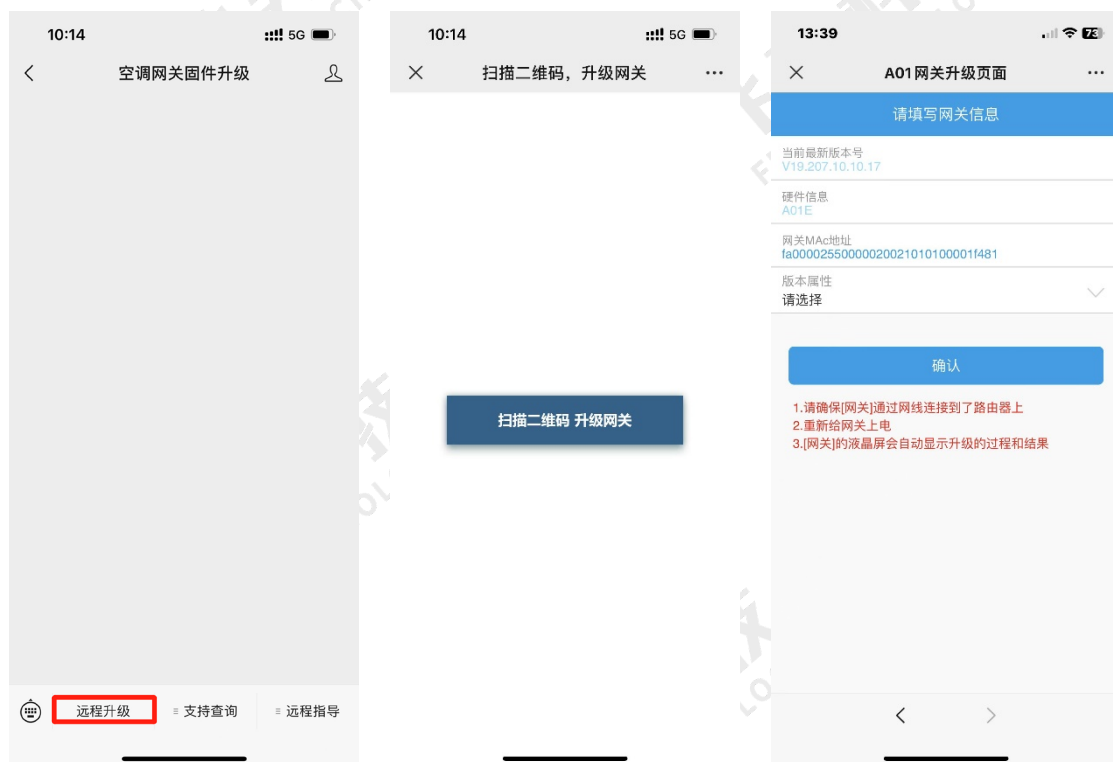 10:14
5G
空调网关固件升级
远程升级
支持查询
远程指导
10:14
5G
扫描二维码，升级网关
扫描二维码 升级网关
13:39
73
A01网关升级页面
请填写网关信息
当前最新版本号
V19.207.10.10.17
硬件信息
A01E
网关MAc地址
fa00002550000020021010100001f481
版本属性
请选择
确认
1.请确保[网关]通过网线连接到了路由器上
2.重新给网关上电
3.[网关]的液晶屏会自动显示升级的过程和结果